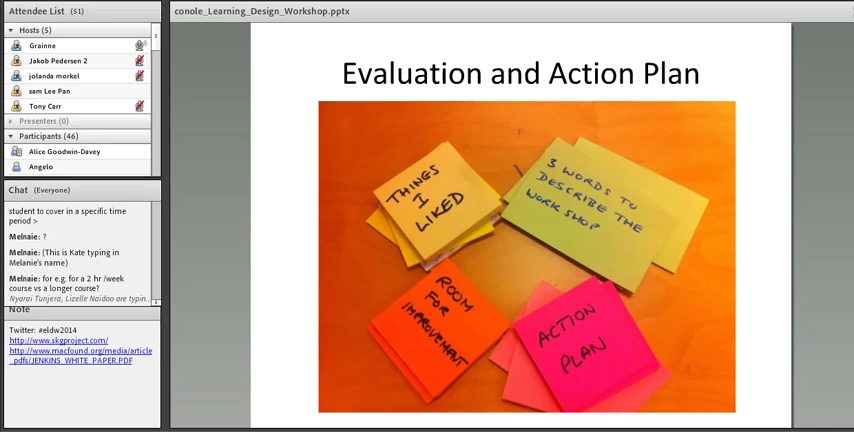 Attendee List (51)
Hosts (5)
Grainne
Jakob Pedersen 2
jolanda morkel
sam Lee Pan
Tony Carr
Presenters (0)
Participants (46)
Alice Goodwin-Davey
Angelo
Chat (Everyone)
student to cover in a specific time
period >
Melnaie: ?
Melnaie: (This is Kate typing in
Melanie's name)
Melnaie: for e.g. for a 2 hr /week
course vs a longer course?
Nyarai Tunjera, Lizelle Naidoo are typin...
Note
Twitter: #eldw2014
http://www.skgproject.com/
http://www.macfound.org/media/article
_pdfs/JENKINS_WHITE_PAPER.PDF
conole_Learning_Design_Workshop.pptx
Evaluation and Action Plan
THINGS
I
LIKED
3 WORDS TO
DESCRIBE THE
WORKSHOP
ROOM
FOR
IMPROVEMENT
ACTION
PLAN